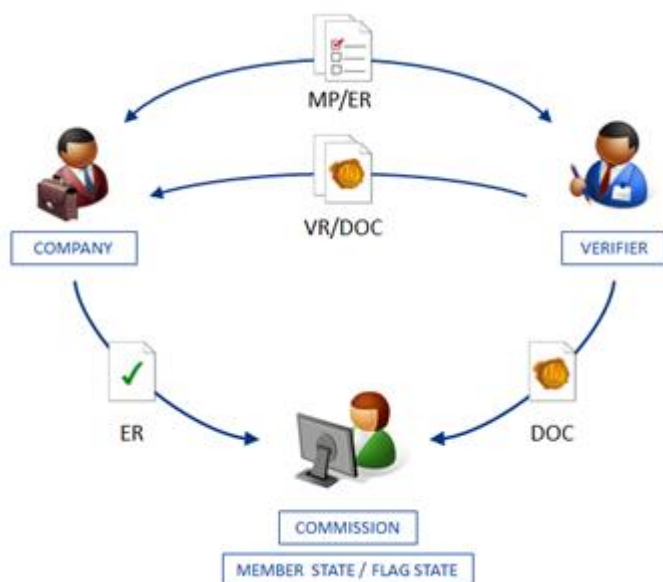 MP/ER
VR/DOC
COMPANY
VERIFIER
ER
DOC
COMMISSION
MEMBER STATE / FLAG STATE